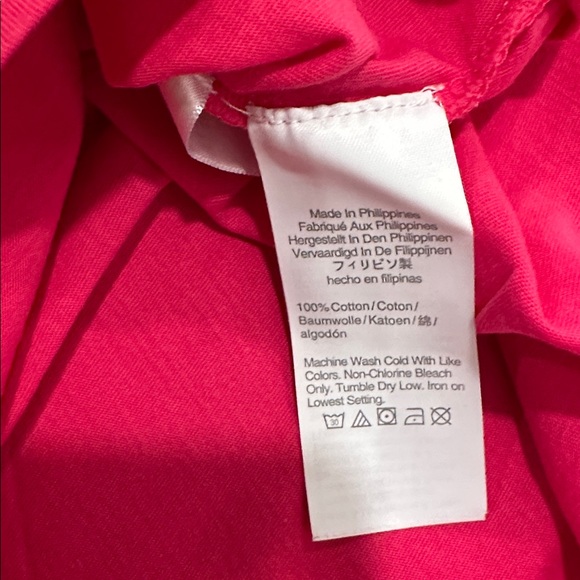 Made In Philippines
Fabriqué Aux Philippines
Hergestellt In Den Philippinen
Vervaardigd In De Filippijnen
フィリピン製
hecho en filipinas
100%Cotton/Coton/
Baumwolle/Katoen/綿/
algodón
Machine Wash Cold With Like
Colors. Non-Chlorine Bleach
Only. Tumble Dry Low. Iron on
Lowest Setting.
30